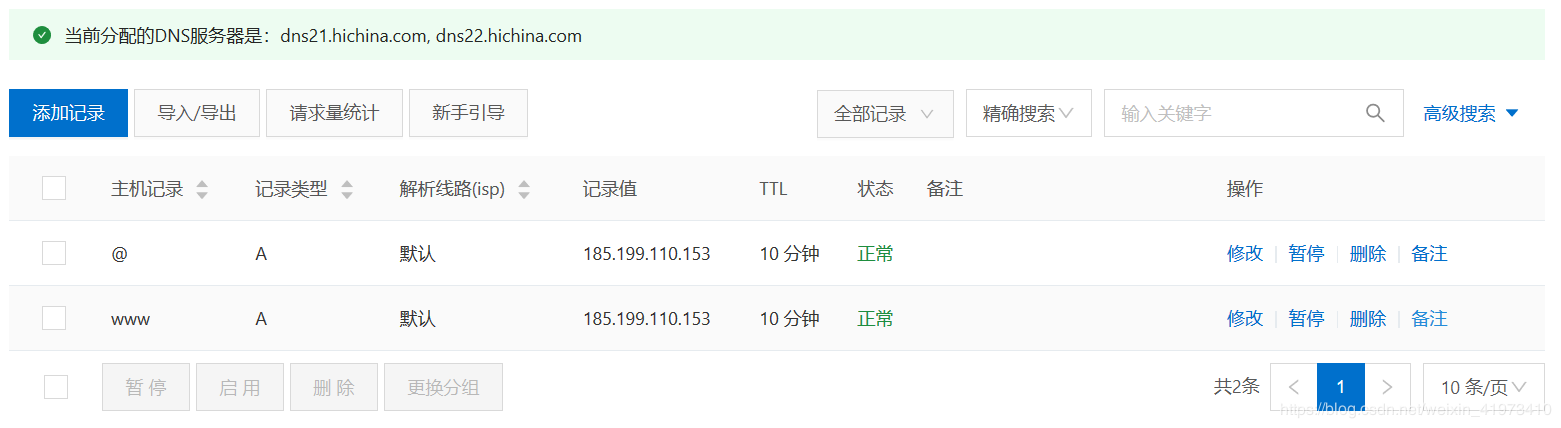 当前分配的DNS服务器是：dns21.hichina.com, dns22.hichina.com
添加记录 导入/导出 请求量统计 新手引导 全部记录 精确搜索 输入关键字 高级搜索
主机记录 记录类型 解析线路(isp) 记录值 TTL 状态 备注 操作
@ A 默认 185.199.110.153 10 分钟 正常 修改 暂停 删除 备注
www A 默认 185.199.110.153 10 分钟 正常 修改 暂停 删除 备注
暂 停 启 用 删 除 更换分组 共2条 < 1 > 10 条/页
https://blog.csdn.net/weixin_41973410